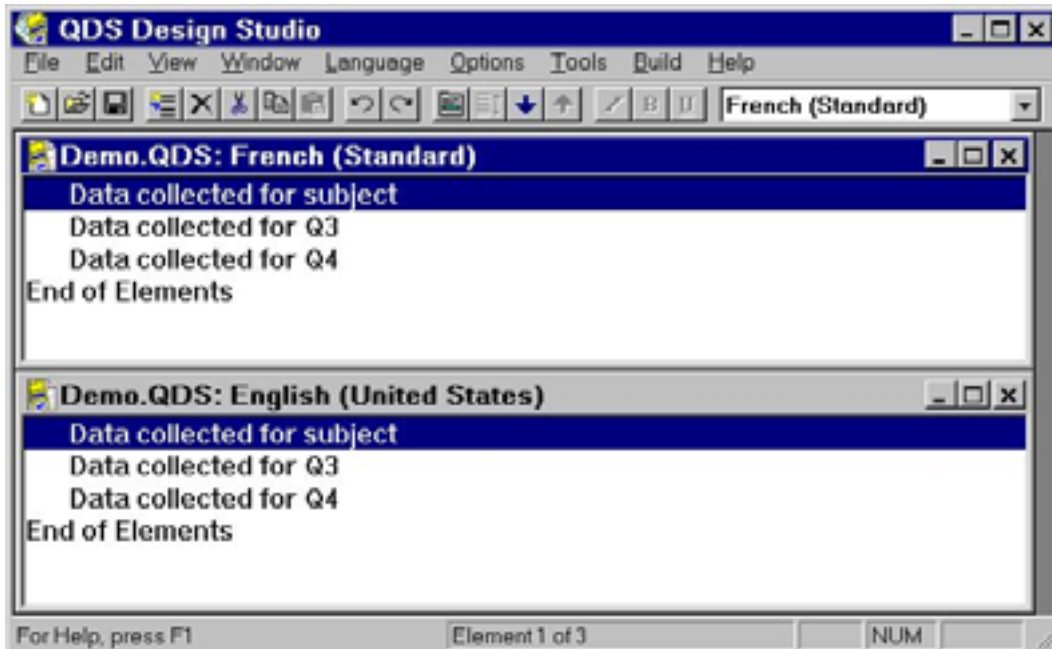 QDS Design Studio
File Edit View Window Language Options Tools Build Help
I B U French (Standard)
Demo.QDS: French (Standard)
Data collected for subject
Data collected for Q3
Data collected for Q4
End of Elements
Demo.QDS: English (United States)
Data collected for subject
Data collected for Q3
Data collected for Q4
End of Elements
For Help, press F1 Element 1 of 3 NUM